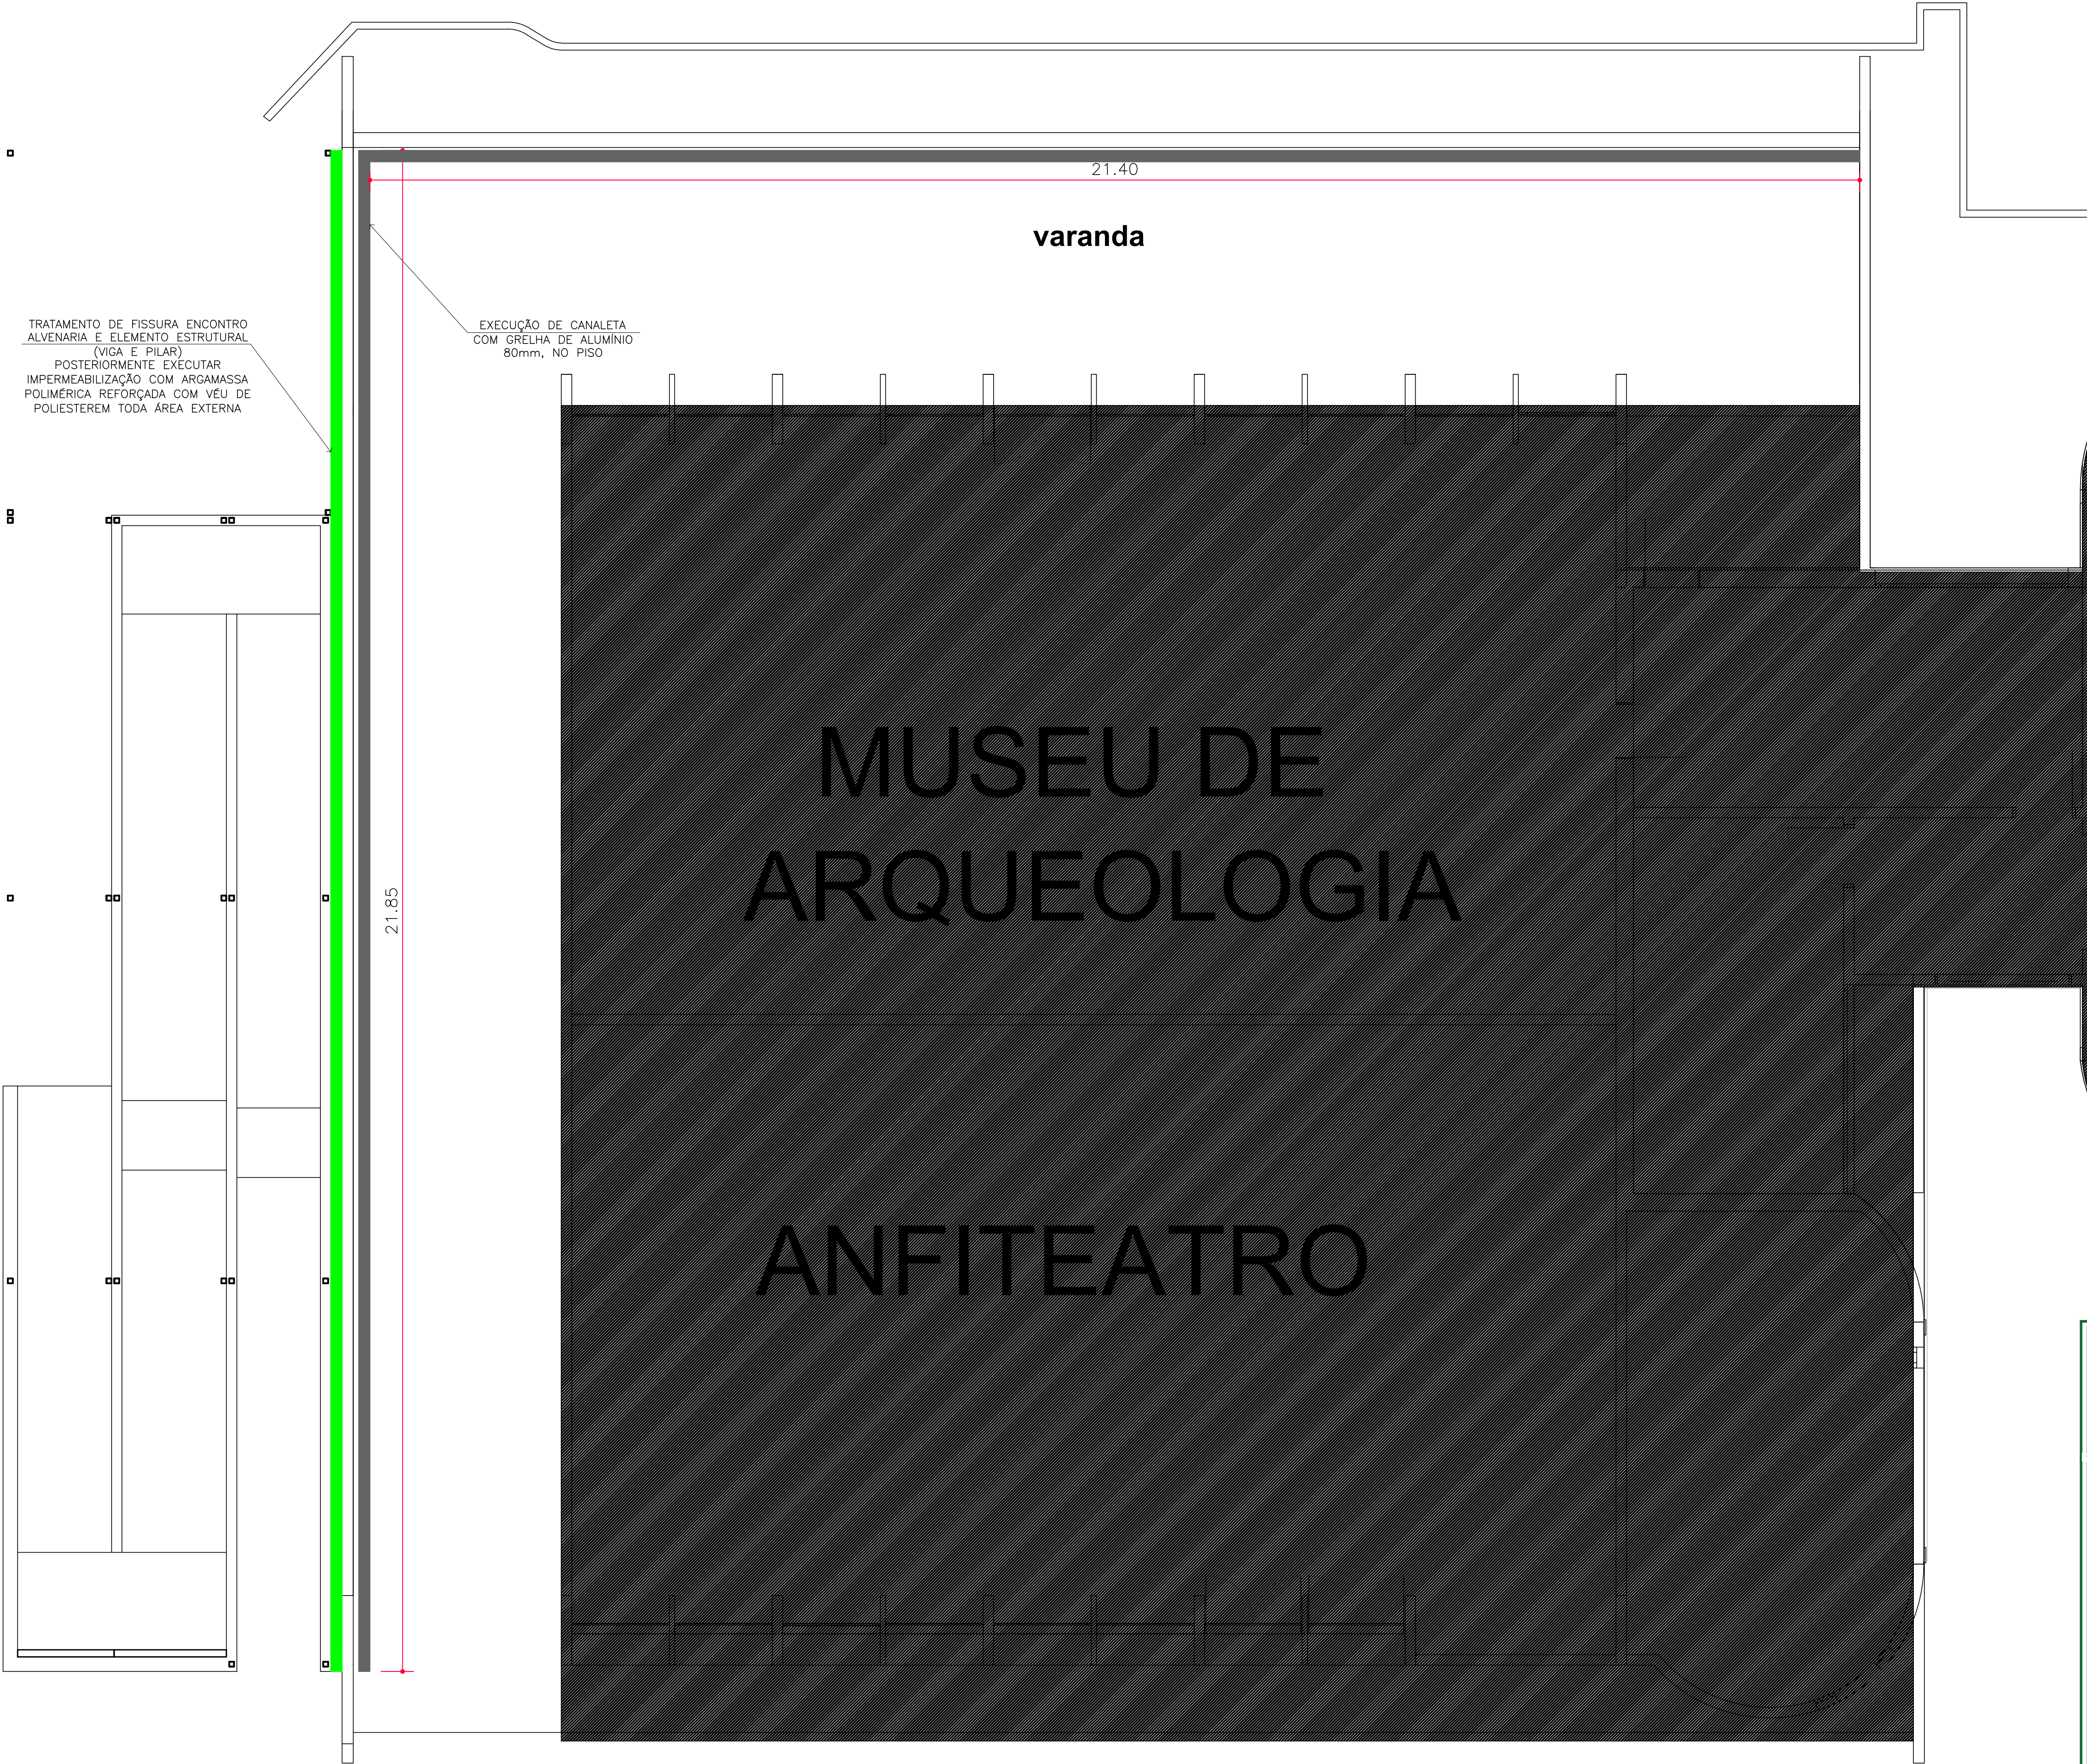 21.40
varanda
TRATAMENTO DE FISSURA ENCONTRO
ALVENARIA E ELEMENTO ESTRUTURAL
(VIGA E PILAR)
POSTERIORMENTE EXECUTAR
IMPERMEABILIZAÇÃO COM ARGAMASSA
POLIMÉRICA REFORÇADA COM VÉU DE
POLIESTEREM TODA ÁREA EXTERNA
EXECUÇÃO DE CANALETA
COM GRELHA DE ALUMÍNIO
80mm, NO PISO
MUSEU DE
ARQUEOLOGIA
21.85
ANFITEATRO